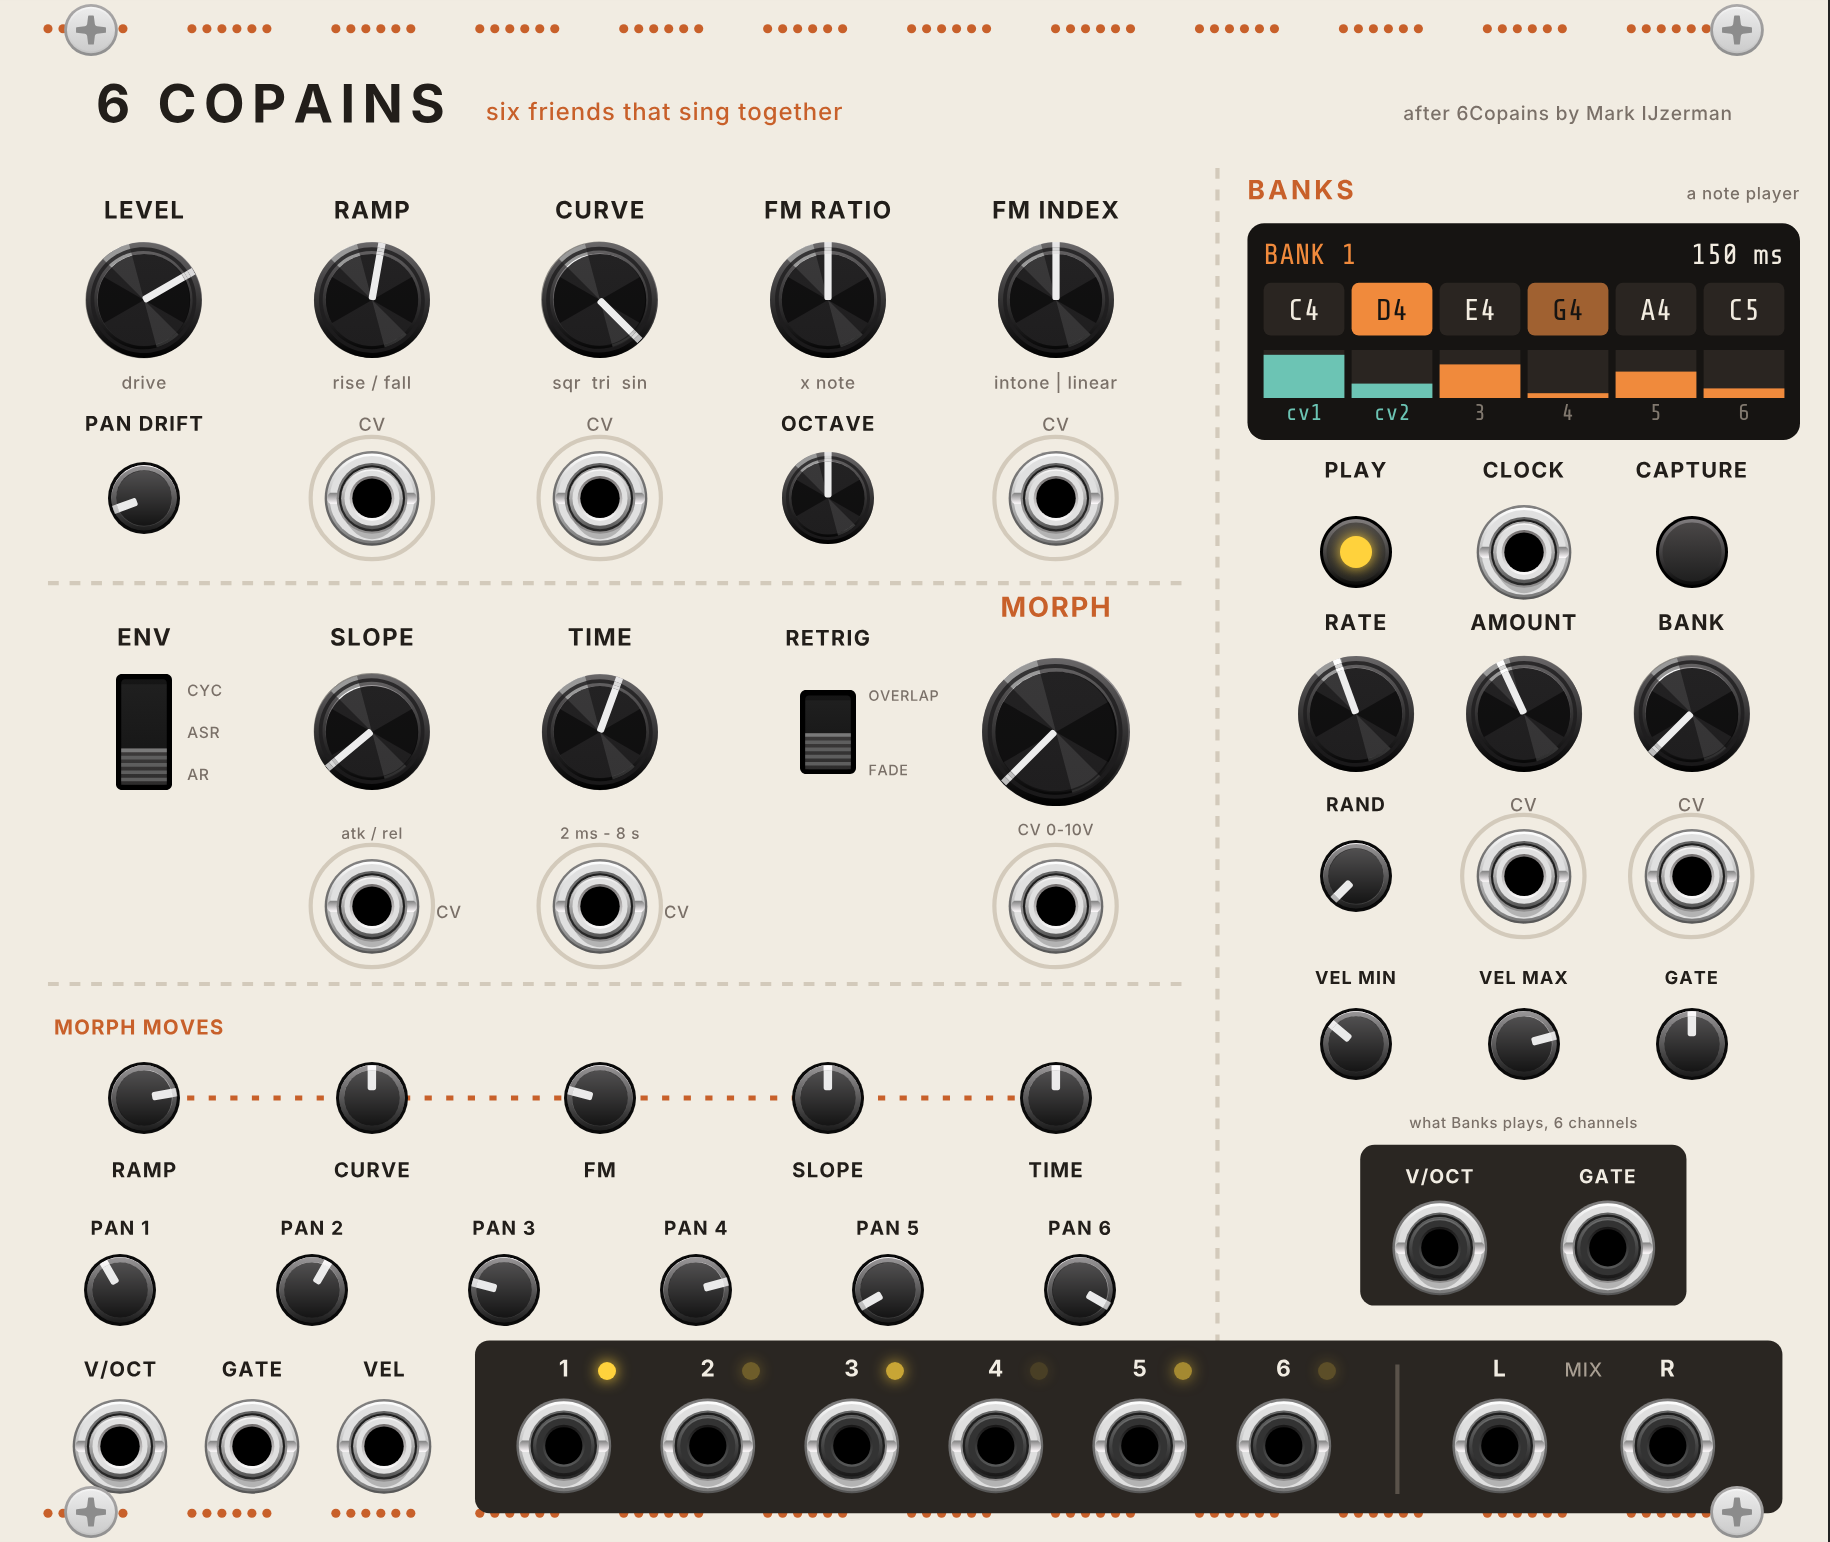 6 COPAINS six friends that sing together after 6Copains by Mark IJzerman
BANKS a note player
LEVEL RAMP CURVE FM RATIO FM INDEX
BANK 1 150 ms
C4 D4 E4 G4 A4 C5
drive rise / fall sqr tri sin x note intone | linear
cv1 cv2 3 4 5 6
PAN DRIFT CV CV OCTAVE CV
PLAY CLOCK CAPTURE
MORPH
RATE AMOUNT BANK
ENV SLOPE TIME RETRIG
CYC
OVERLAP
ASR
FADE
AR
RAND CV CV
atk / rel 2 ms - 8 s CV 0-10V
CV CV
VEL MIN VEL MAX GATE
MORPH MOVES
what Banks plays, 6 channels
RAMP CURVE FM SLOPE TIME
V/OCT GATE
PAN 1 PAN 2 PAN 3 PAN 4 PAN 5 PAN 6
V/OCT GATE VEL 1 2 3 4 5 6 L MIX R